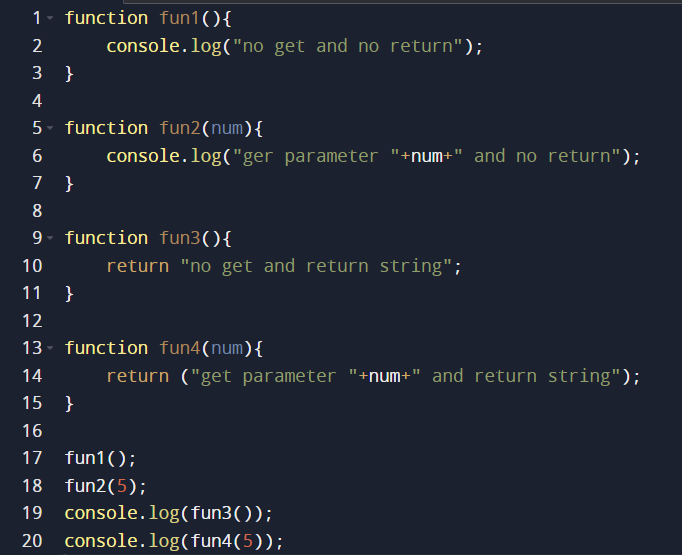 1 function fun1(){
2 console.log("no get and no return");
3 }
4
5 function fun2(num){
6 console.log("ger parameter "+num+" and no return");
7 }
8
9 function fun3(){
10 return "no get and return string";
11 }
12
13 function fun4(num){
14 return ("get parameter "+num+" and return string");
15 }
16
17 fun1();
18 fun2(5);
19 console.log(fun3());
20 console.log(fun4(5));